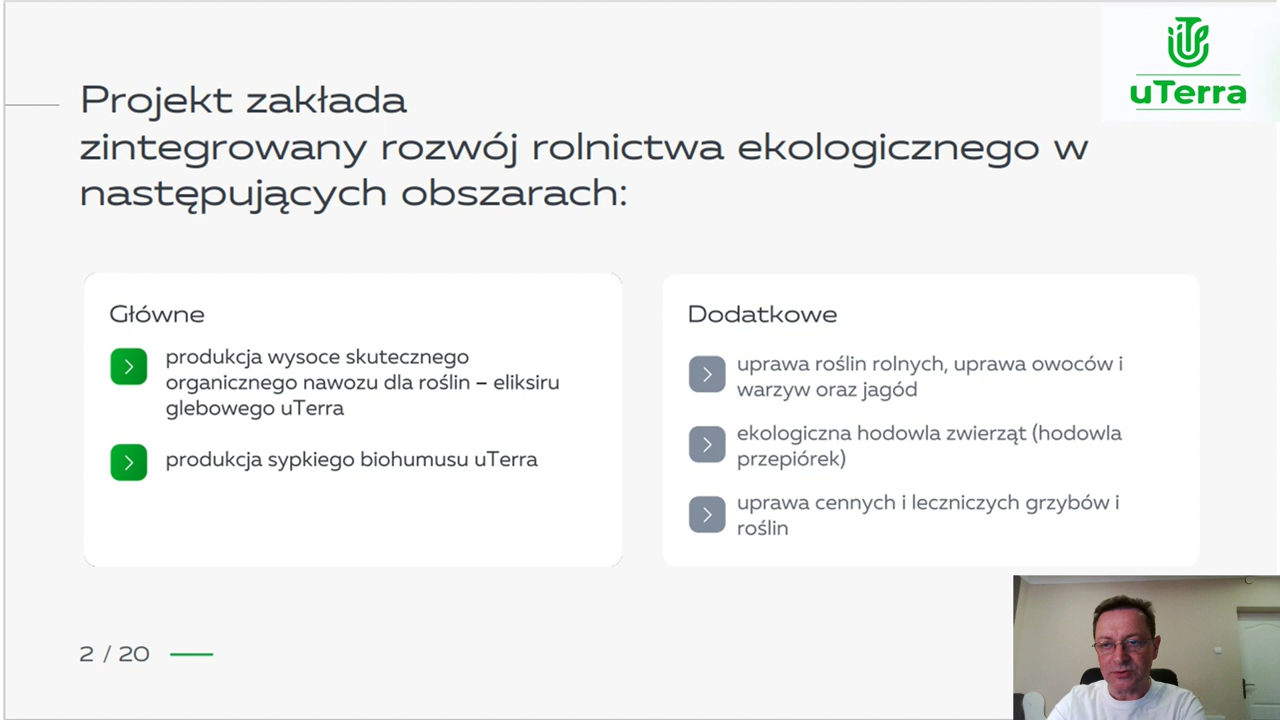 uTerra
Projekt zakłada
zintegrowany rozwój rolnictwa ekologicznego w
następujących obszarach:
Główne
produkcja wysoce skutecznego
organicznego nawozu dla roślin – eliksiru
glebowego uTerra
produkcja sypkiego biohumusu uTerra
Dodatkowe
uprawa roślin rolnych, uprawa owoców i
warzyw oraz jagód
ekologiczna hodowla zwierząt (hodowla
przepiórek)
uprawa cennych i leczniczych grzybów i
roślin
2 / 20